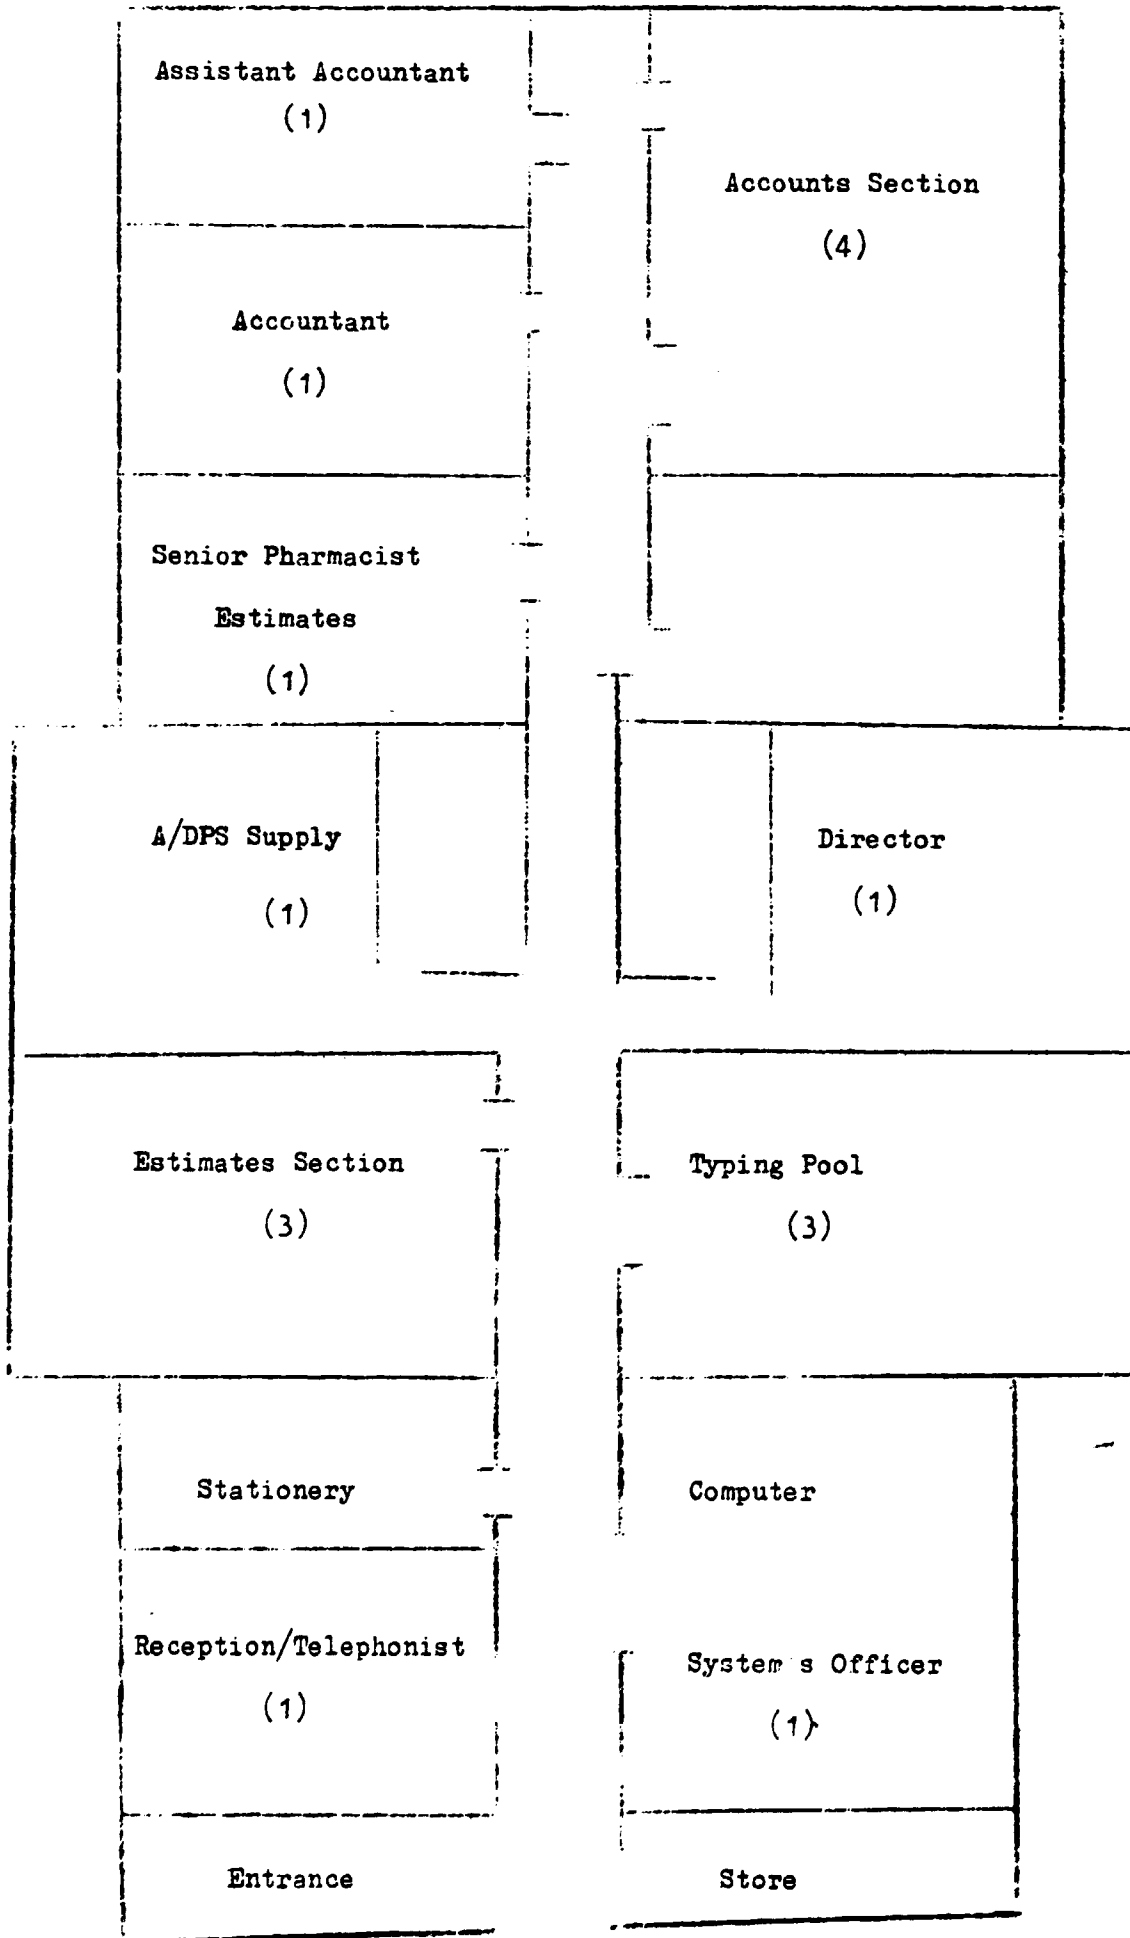 Assistant Accountant
(1)
Accounts Section
(4)
Accountant
(1)
Senior Pharmacist
Estimates
(1)
A/DPS Supply
(1)
Director
(1)
Estimates Section
(3)
Typing Pool
(3)
Stationery
Computer
Reception/Telephonist
(1)
System s Officer
(1)
Entrance
Store